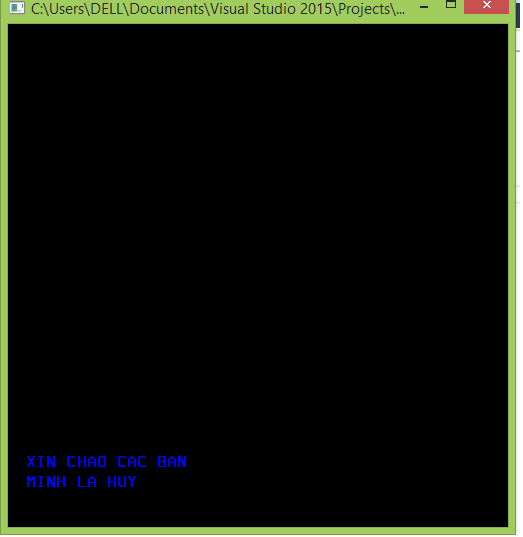 C:\Users\DELL\Documents\Visual Studio 2015\Projects\...
XIN CHAO CAC BAN
MINH LA HUY